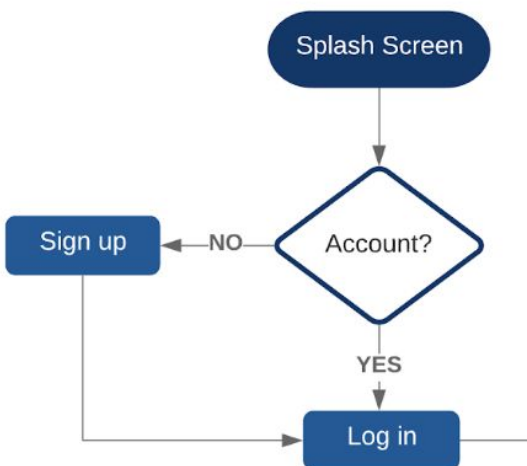 Splash Screen
Account?
NO
Sign up
YES
Log in